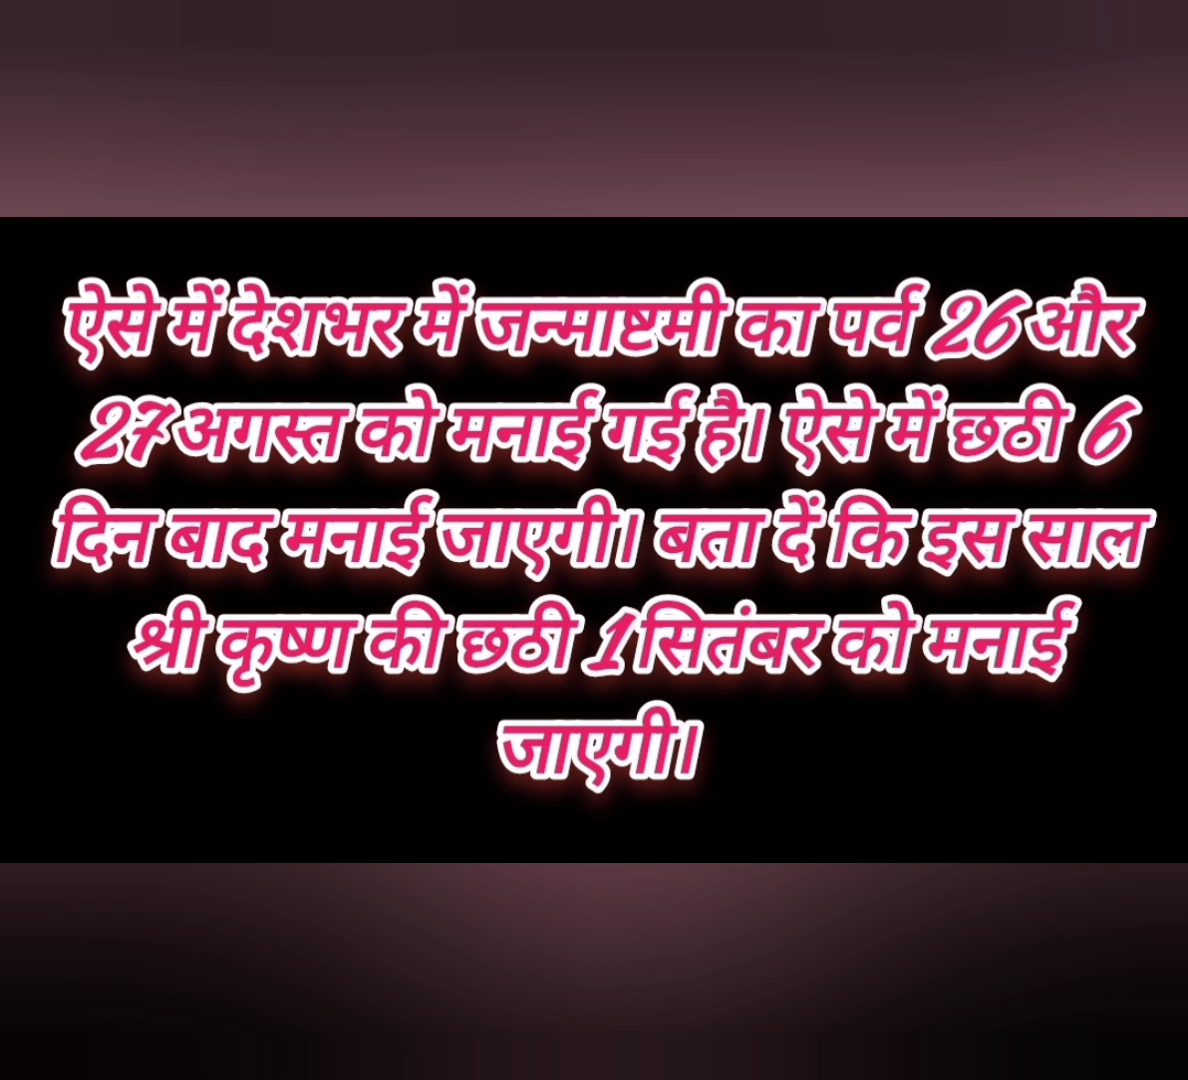 ऐसे में देशभर में जन्माष्टमी का पर्व 26 और
27 अगस्त को मनाई गई है। ऐसे में छठी 6
दिन बाद मनाई जाएगी। बता दें कि इस साल
श्री कृष्ण की छठी 1 सितंबर को मनाई
जाएगी।